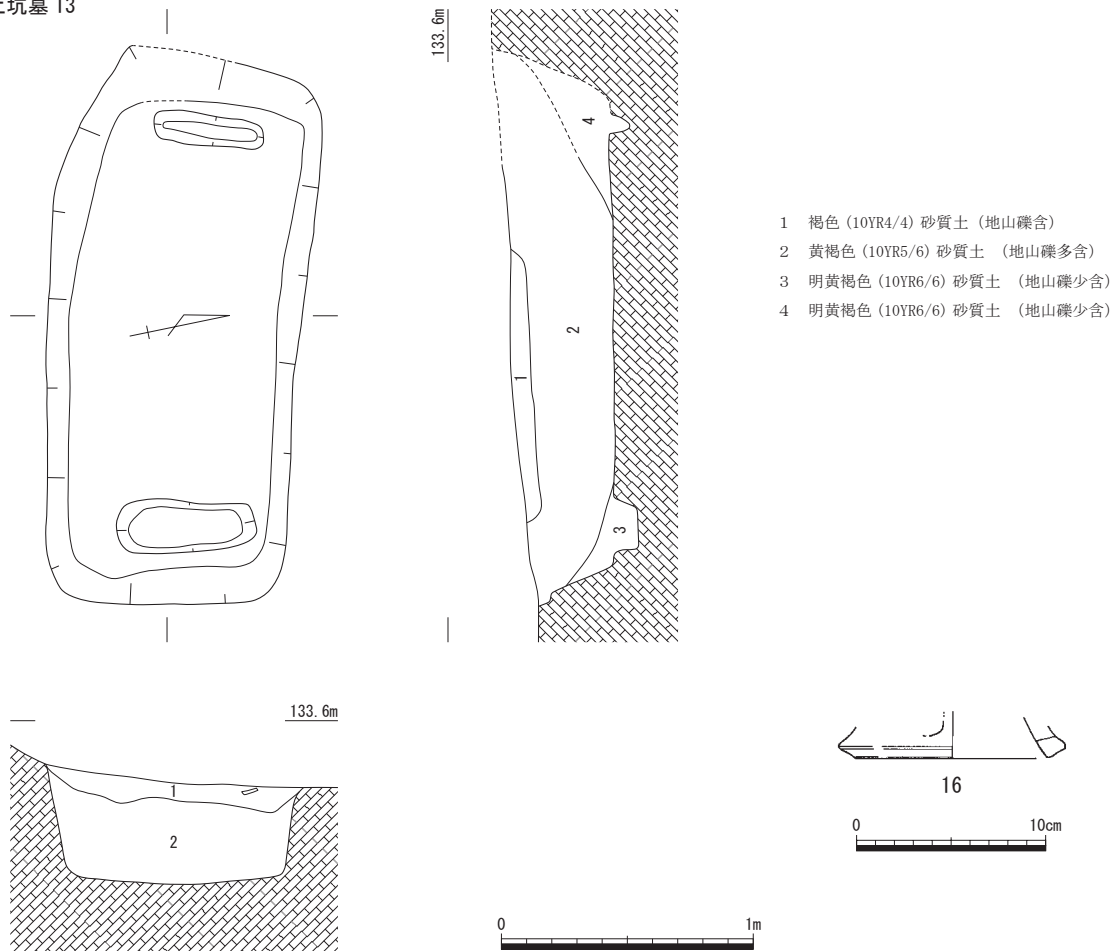 土坑墓 13
133.6m
4
2
1
3
1 褐色 (10YR4/4) 砂質土 (地山礫含)
2 黄褐色 (10YR5/6) 砂質土 (地山礫多含)
3 明黄褐色 (10YR6/6) 砂質土 (地山礫少含)
4 明黄褐色 (10YR6/6) 砂質土 (地山礫少含)
133.6m
1
2
16
0 10cm
0 1m